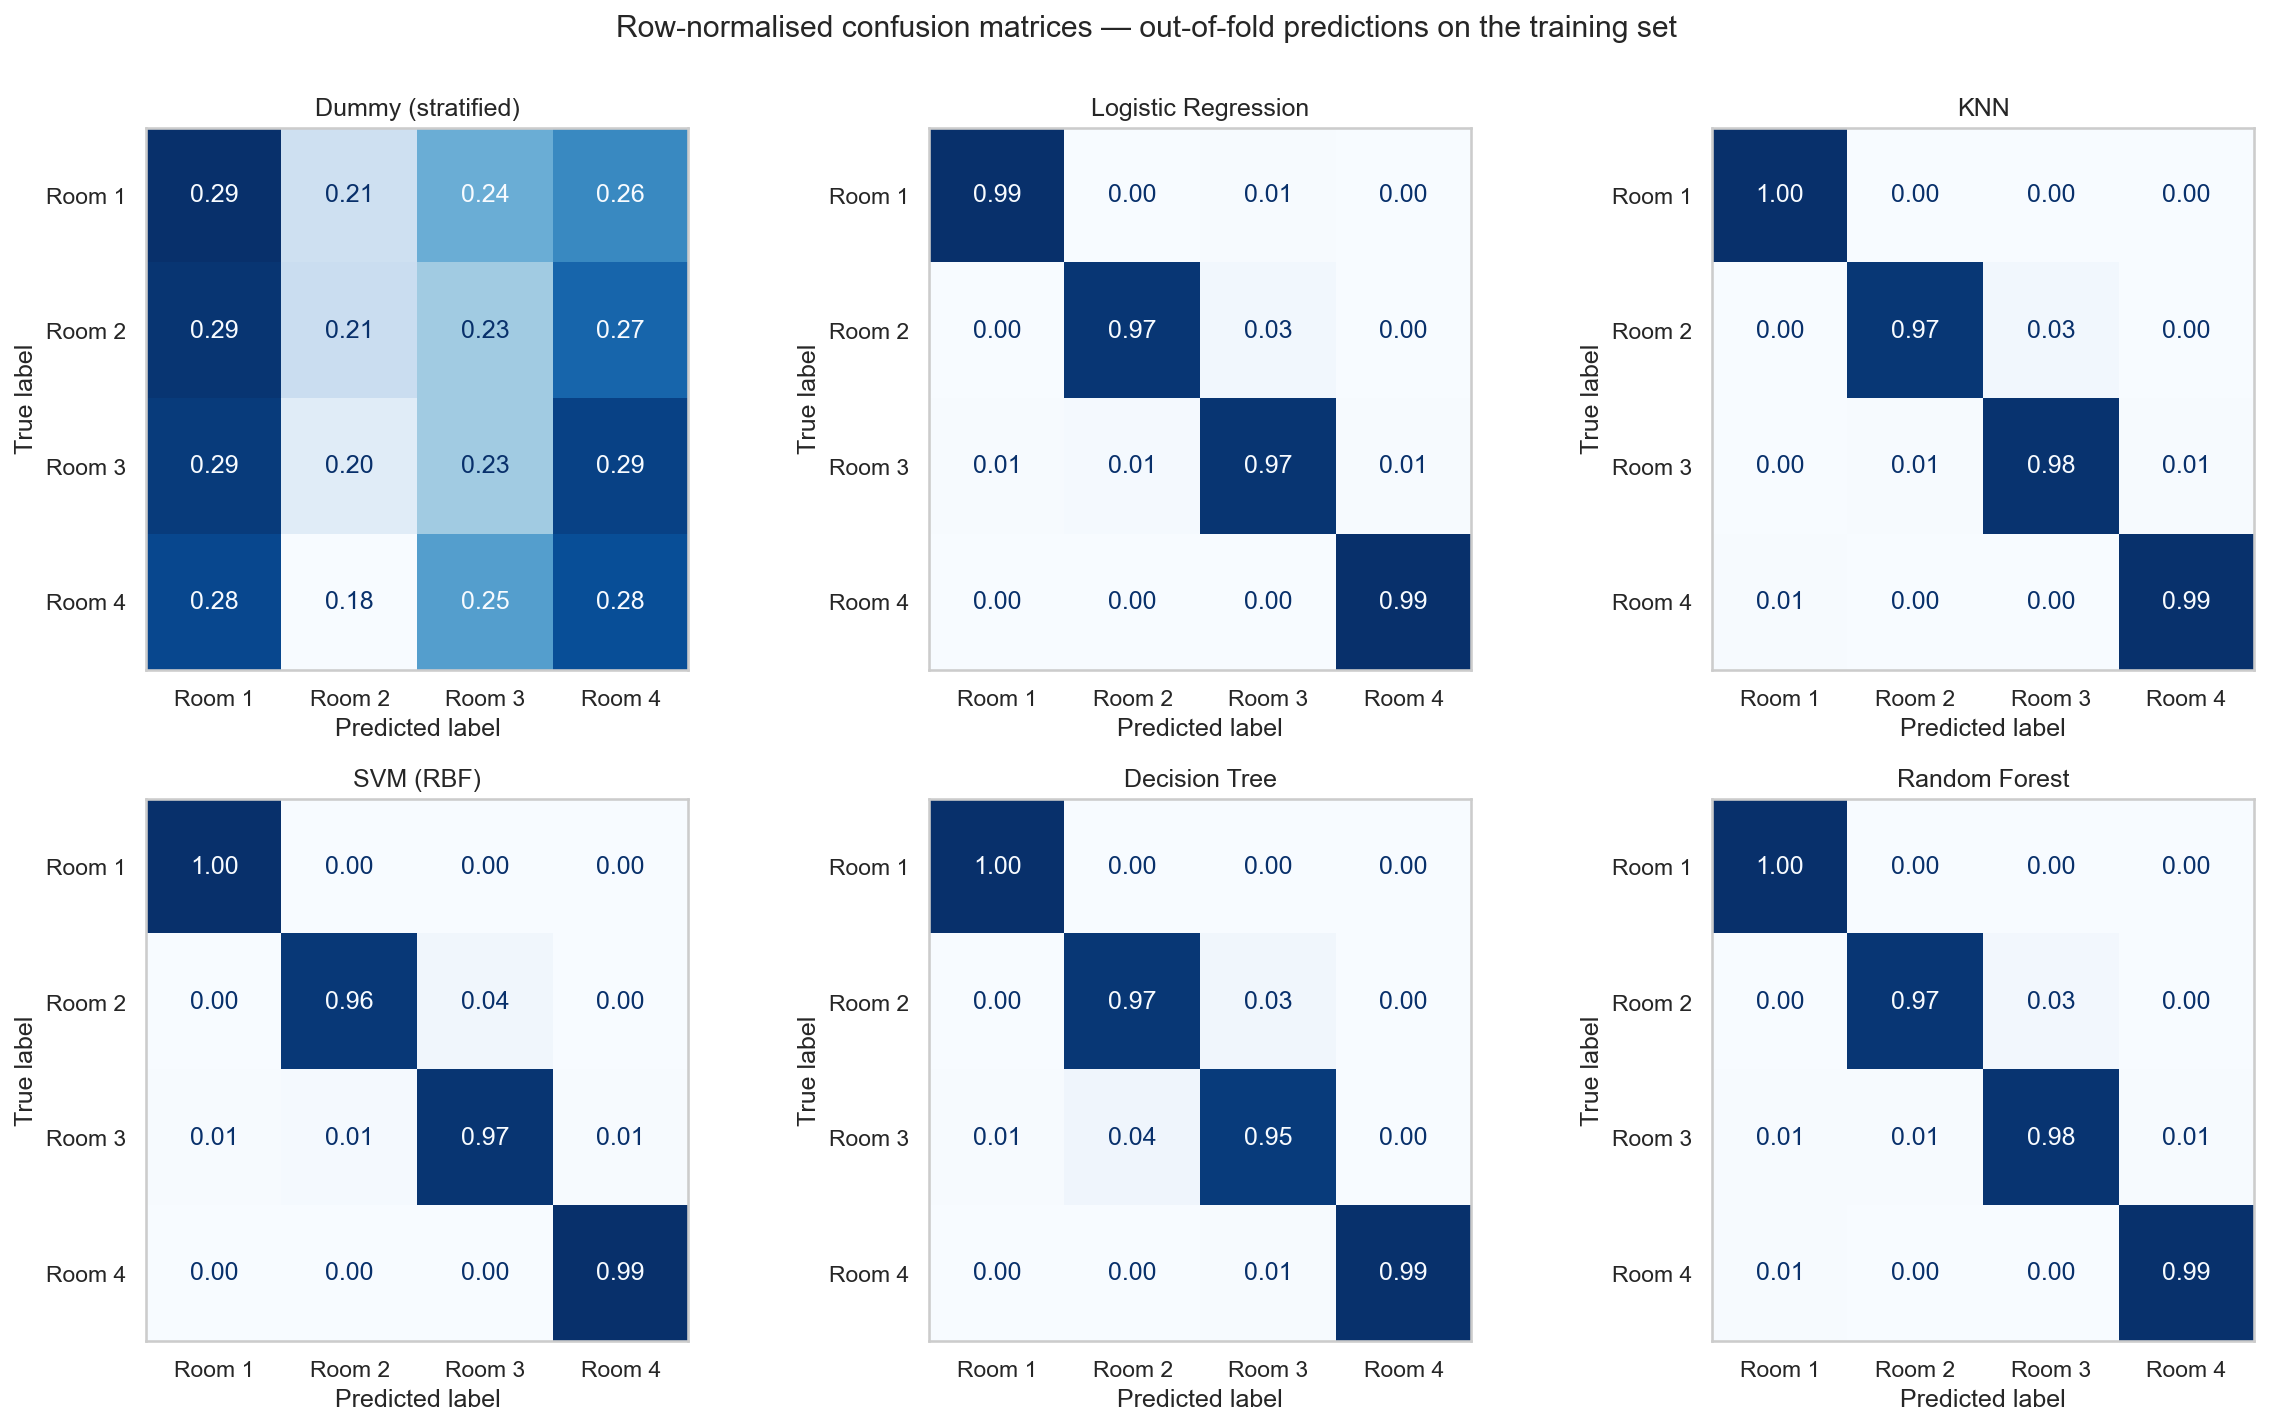 Row-normalised confusion matrices — out-of-fold predictions on the training set
Dummy (stratified)
True label
Room 1 0.29 0.21 0.24 0.26
Room 2 0.29 0.21 0.23 0.27
Room 3 0.29 0.20 0.23 0.29
Room 4 0.28 0.18 0.25 0.28
Room 1 Room 2 Room 3 Room 4
Predicted label
Logistic Regression
True label
Room 1 0.99 0.00 0.01 0.00
Room 2 0.00 0.97 0.03 0.00
Room 3 0.01 0.01 0.97 0.01
Room 4 0.00 0.00 0.00 0.99
Room 1 Room 2 Room 3 Room 4
Predicted label
KNN
True label
Room 1 1.00 0.00 0.00 0.00
Room 2 0.00 0.97 0.03 0.00
Room 3 0.00 0.01 0.98 0.01
Room 4 0.01 0.00 0.00 0.99
Room 1 Room 2 Room 3 Room 4
Predicted label
SVM (RBF)
True label
Room 1 1.00 0.00 0.00 0.00
Room 2 0.00 0.96 0.04 0.00
Room 3 0.01 0.01 0.97 0.01
Room 4 0.00 0.00 0.00 0.99
Room 1 Room 2 Room 3 Room 4
Predicted label
Decision Tree
True label
Room 1 1.00 0.00 0.00 0.00
Room 2 0.00 0.97 0.03 0.00
Room 3 0.01 0.04 0.95 0.00
Room 4 0.00 0.00 0.01 0.99
Room 1 Room 2 Room 3 Room 4
Predicted label
Random Forest
True label
Room 1 1.00 0.00 0.00 0.00
Room 2 0.00 0.97 0.03 0.00
Room 3 0.01 0.01 0.98 0.01
Room 4 0.01 0.00 0.00 0.99
Room 1 Room 2 Room 3 Room 4
Predicted label